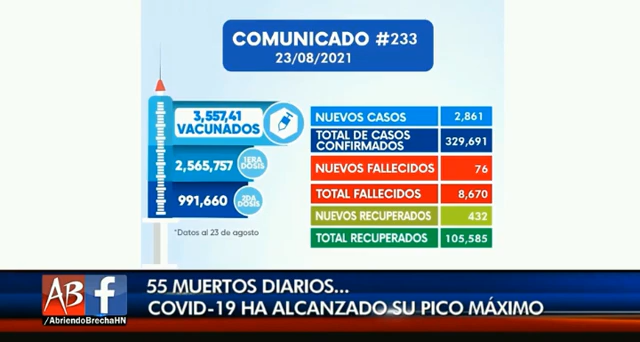 COMUNICADO #233
23/08/2021
3,557,41
VACUNADOS
2,565,757 1ERA DOSIS
991,660 2DA DOSIS
*Datos al 23 de agosto
NUEVOS CASOS 2,861
TOTAL DE CASOS CONFIRMADOS 329,691
NUEVOS FALLECIDOS 76
TOTAL FALLECIDOS 8,670
NUEVOS RECUPERADOS 432
TOTAL RECUPERADOS 105,585
AB f
/AbriendoBrechaHN
55 MUERTOS DIARIOS...
COVID-19 HA ALCANZADO SU PICO MÁXIMO